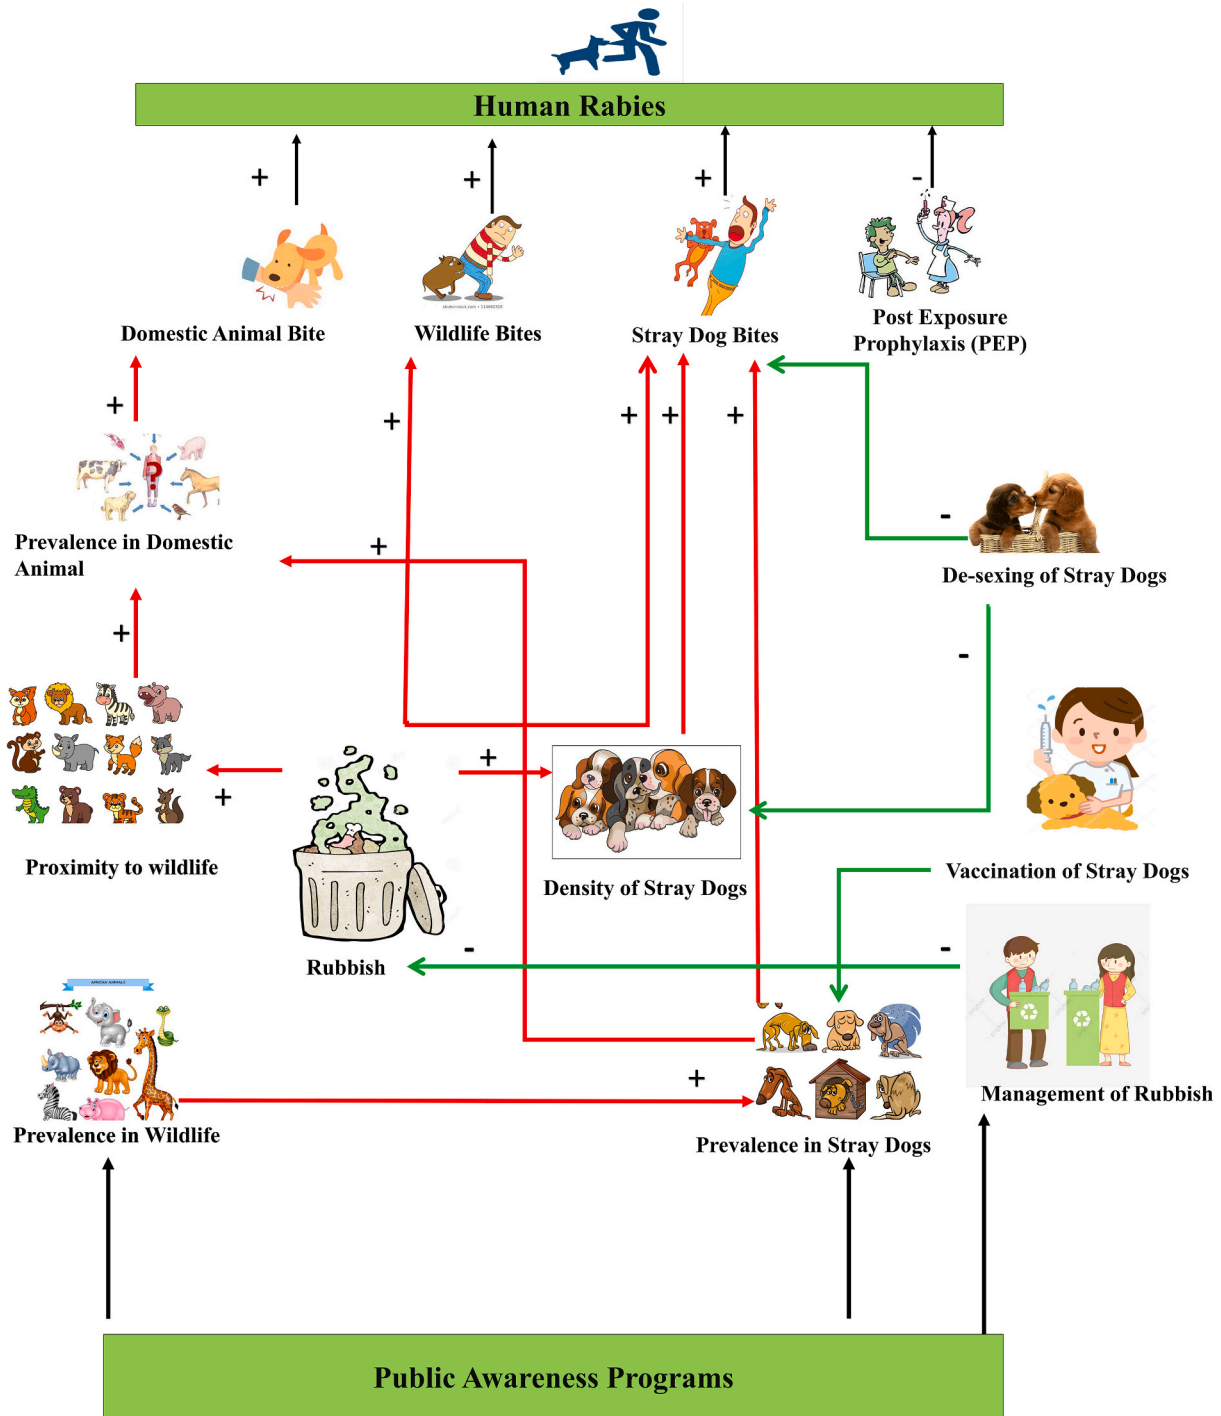 Human Rabies
+
+
+
-
Domestic Animal Bite
Wildlife Bites
Stray Dog Bites
Post Exposure
Prophylaxis (PEP)
+
+
+
+
+
?
-
Prevalence in Domestic
Animal
+
De-sexing of Stray Dogs
+
-
+
+
Proximity to wildlife
Density of Stray Dogs
Vaccination of Stray Dogs
-
-
Rubbish
AFRICAN ANIMALS
+
Management of Rubbish
Prevalence in Wildlife
Prevalence in Stray Dogs
Public Awareness Programs